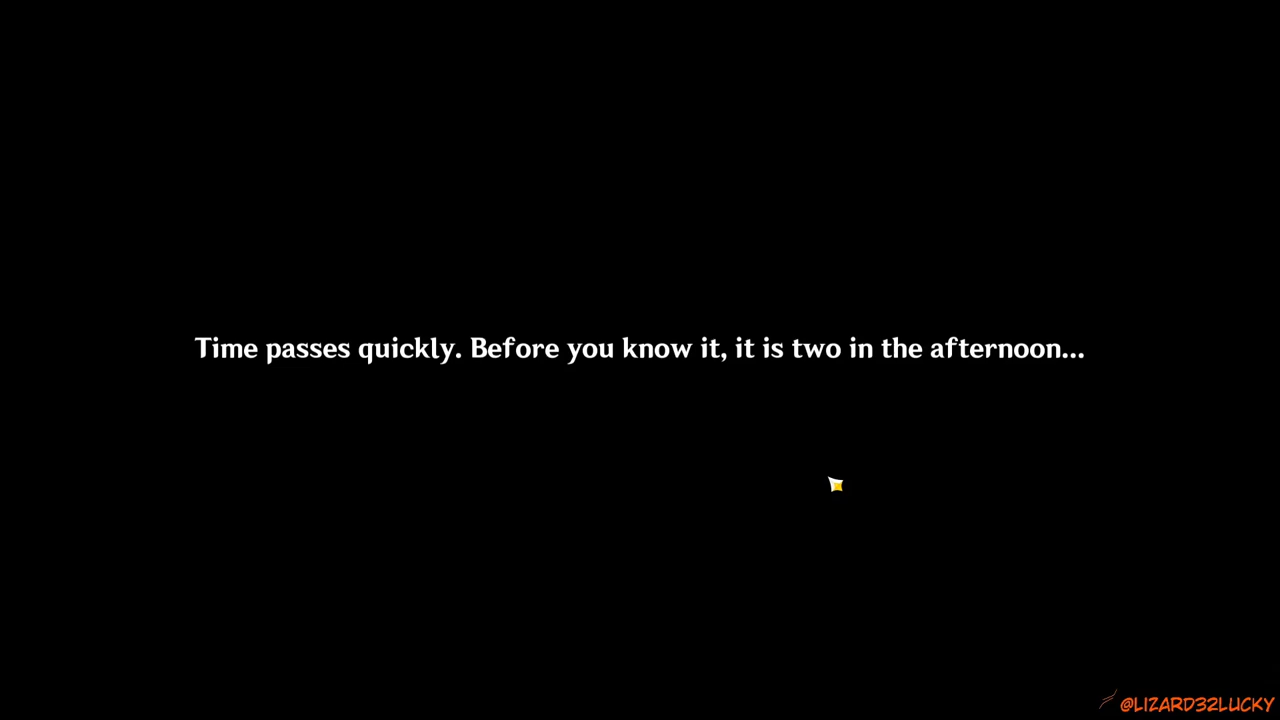 Time passes quickly. Before you know it, it is two in the afternoon...
@LIZARD32LUCKY